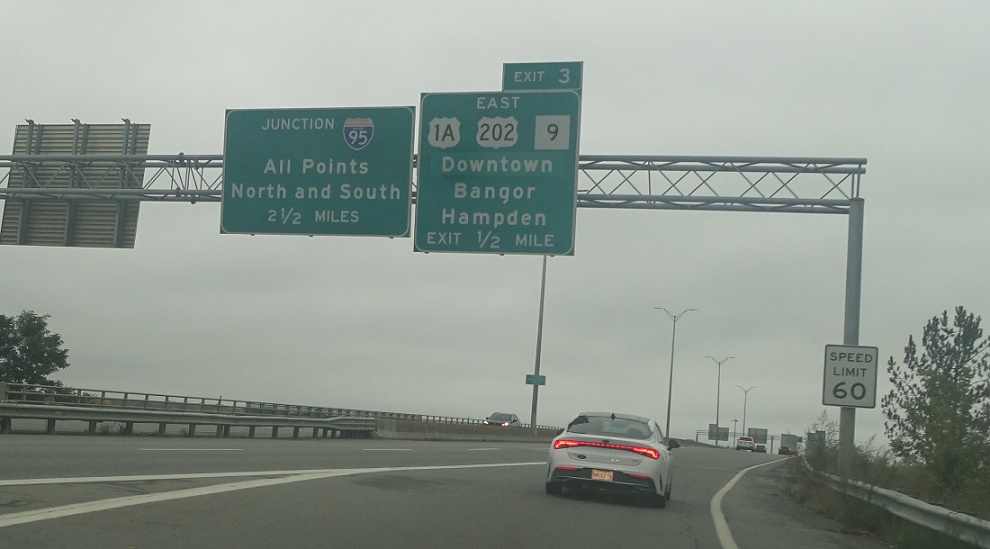 JUNCTION 95
All Points
North and South
2 1/2 MILES
EXIT 3
EAST
1A 202 9
Downtown
Bangor
Hampden
EXIT 1/2 MILE
SPEED
LIMIT
60